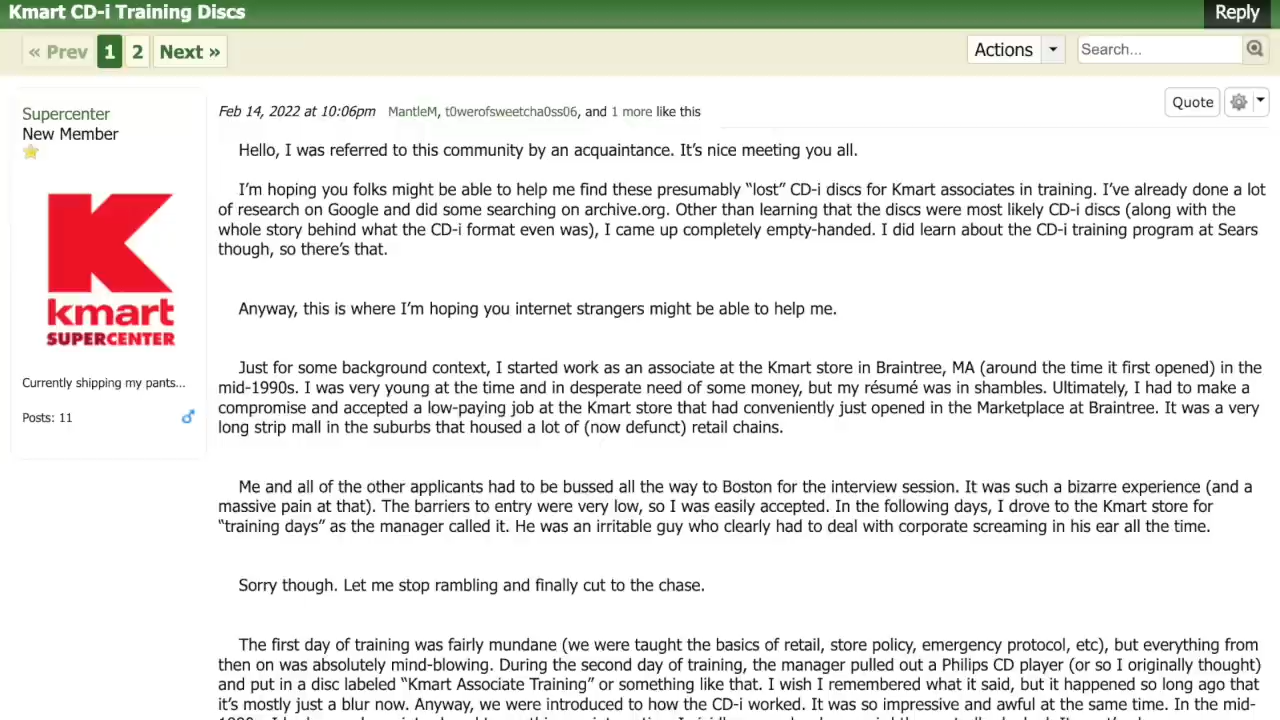 Kmart CD-i Training Discs
Reply
« Prev 1 2 Next »
Actions
Search...
Supercenter
New Member
kmart
SUPERCENTER
Currently shipping my pants...
Posts: 11
Feb 14, 2022 at 10:06pm MantleM, t0werofsweetcha0ss06, and 1 more like this
Quote
Hello, I was referred to this community by an acquaintance. It's nice meeting you all.
I'm hoping you folks might be able to help me find these presumably “lost” CD-i discs for Kmart associates in training. I've already done a lot
of research on Google and did some searching on archive.org. Other than learning that the discs were most likely CD-i discs (along with the
whole story behind what the CD-i format even was), I came up completely empty-handed. I did learn about the CD-i training program at Sears
though, so there's that.
Anyway, this is where I'm hoping you internet strangers might be able to help me.
Just for some background context, I started work as an associate at the Kmart store in Braintree, MA (around the time it first opened) in the
mid-1990s. I was very young at the time and in desperate need of some money, but my résumé was in shambles. Ultimately, I had to make a
compromise and accepted a low-paying job at the Kmart store that had conveniently just opened in the Marketplace at Braintree. It was a very
long strip mall in the suburbs that housed a lot of (now defunct) retail chains.
Me and all of the other applicants had to be bussed all the way to Boston for the interview session. It was such a bizarre experience (and a
massive pain at that). The barriers to entry were very low, so I was easily accepted. In the following days, I drove to the Kmart store for
“training days” as the manager called it. He was an irritable guy who clearly had to deal with corporate screaming in his ear all the time.
Sorry though. Let me stop rambling and finally cut to the chase.
The first day of training was fairly mundane (we were taught the basics of retail, store policy, emergency protocol, etc), but everything from
then on was absolutely mind-blowing. During the second day of training, the manager pulled out a Philips CD player (or so I originally thought)
and put in a disc labeled “Kmart Associate Training” or something like that. I wish I remembered what it said, but it happened so long ago that
it's mostly just a blur now. Anyway, we were introduced to how the CD-i worked. It was so impressive and awful at the same time. In the mid-